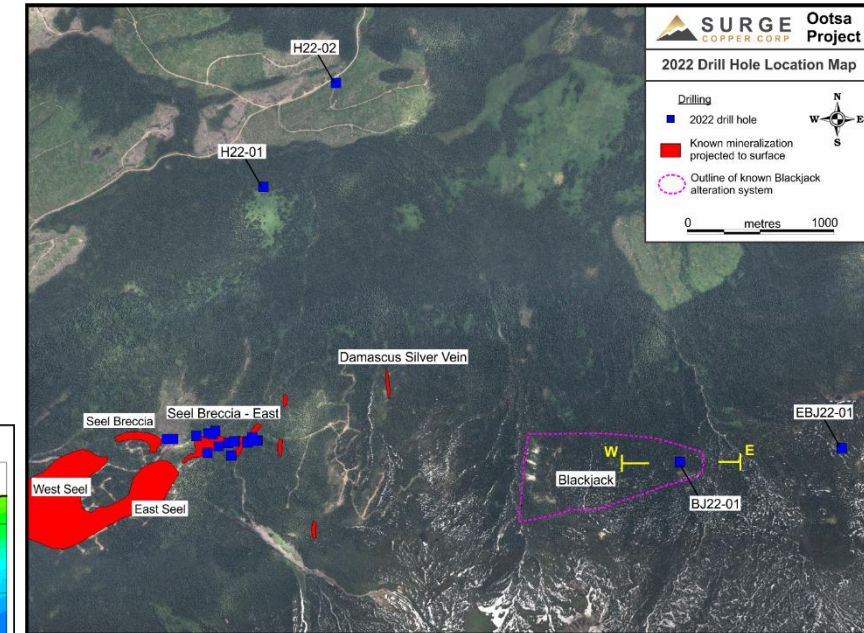 SURGE
COPPER CORP
Ootsa
Project
2022 Drill Hole Location Map
Drilling
2022 drill hole
Known mineralization
projected to surface
Outline of known Blackjack
alteration system
N
W E
S
0 metres 1000
H22-02
H22-01
Damascus Silver Vein
Seel Breccia
Seel Breccia - East
EBJ22-01
W
E
West Seel
Blackjack
East Seel
BJ22-01